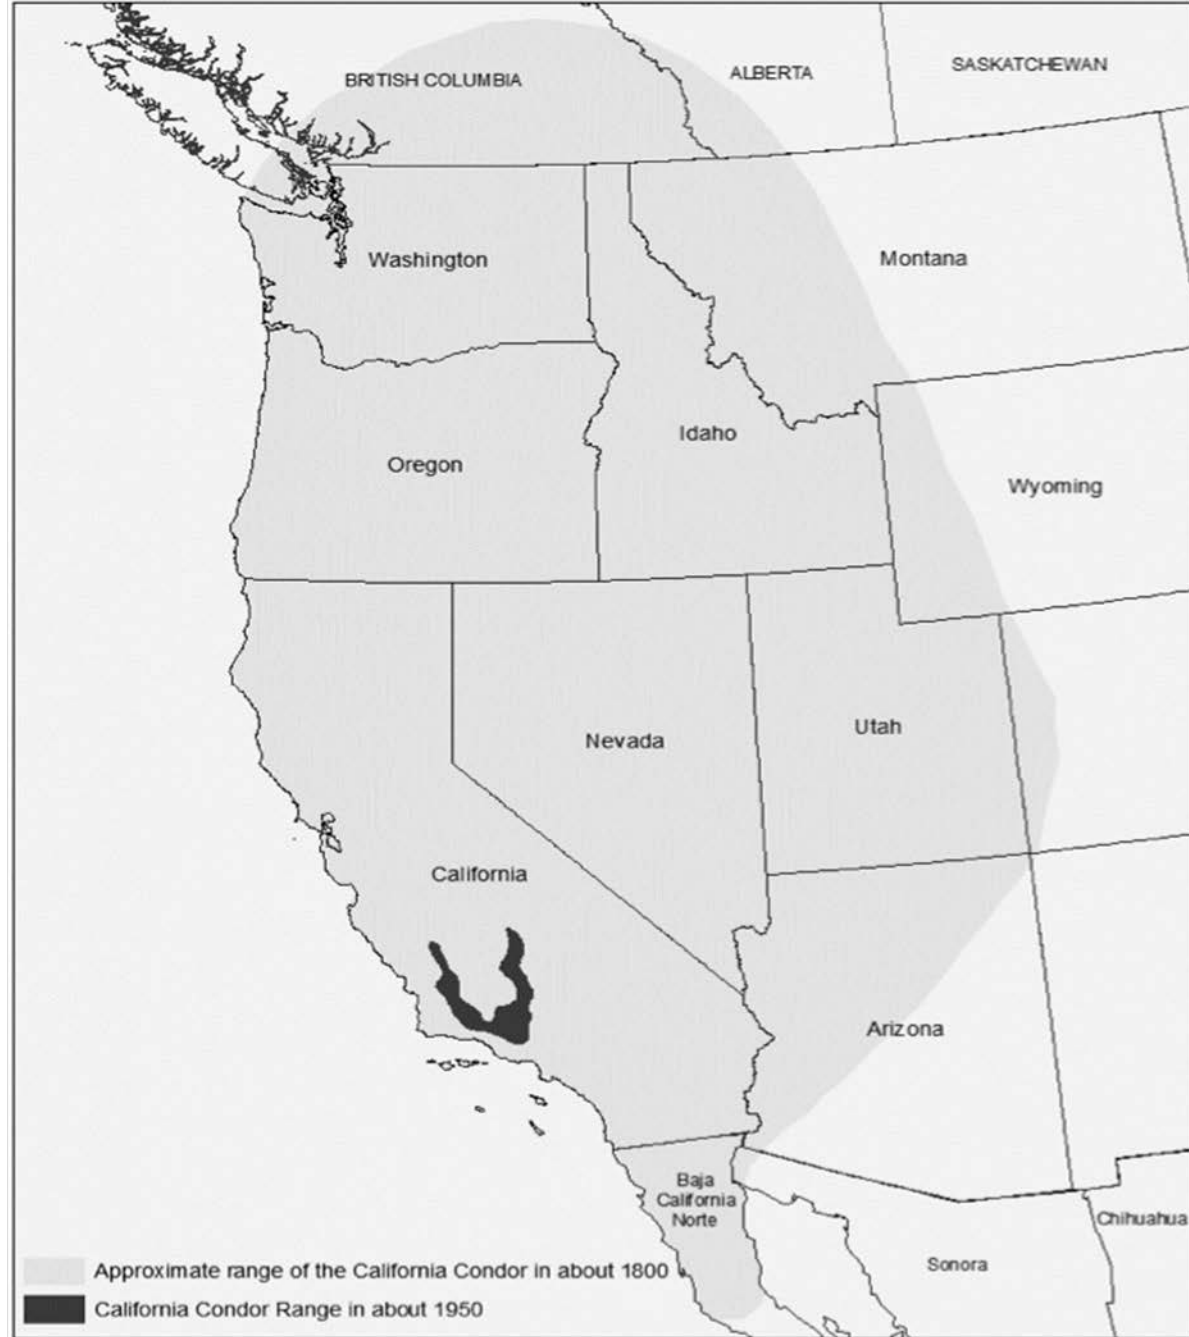 BRITISH COLUMBIA
ALBERTA
SASKATCHEWAN
Washington
Montana
Idaho
Oregon
Wyoming
Nevada
Utah
California
Arizona
Baja
California
Norte
Chihuahua
Sonora
Approximate range of the California Condor in about 1800
California Condor Range in about 1950